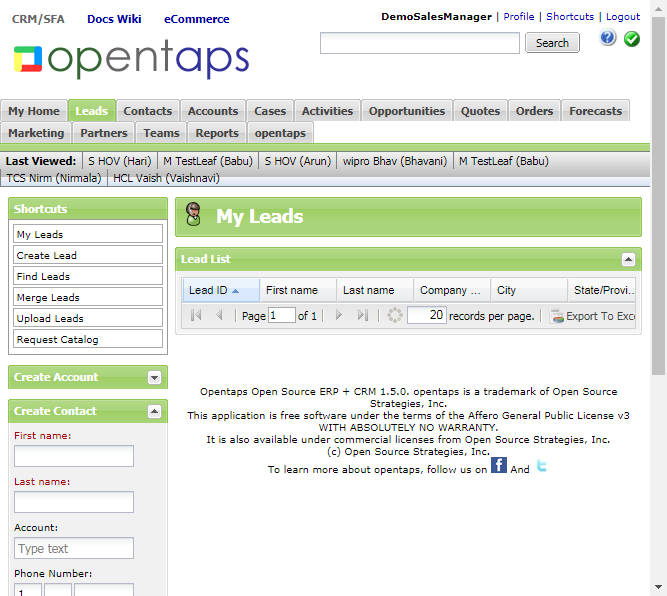 CRM/SFA Docs Wiki eCommerce
DemoSalesManager | Profile | Shortcuts | Logout
opentaps
Search
My Home Leads Contacts Accounts Cases Activities Opportunities Quotes Orders Forecasts
Marketing Partners Teams Reports opentaps
Last Viewed: S HOV (Hari) M TestLeaf (Babu) S HOV (Arun) wipro Bhav (Bhavani) M TestLeaf (Babu)
TCS Nirm (Nirmala) HCL Vaish (Vaishnavi)
Shortcuts
My Leads
Create Lead
Find Leads
Merge Leads
Upload Leads
Request Catalog
Create Account
Create Contact
First name:
Last name:
Account:
Type text
Phone Number:
1
My Leads
Lead List
Lead ID First name Last name Company ... City State/Provi...
Page 1 of 1 20 records per page. Export To Exc
Opentaps Open Source ERP + CRM 1.5.0. opentaps is a trademark of Open Source
Strategies, Inc.
This application is free software under the terms of the Affero General Public License v3
WITH ABSOLUTELY NO WARRANTY.
It is also available under commercial licenses from Open Source Strategies, Inc.
(c) Open Source Strategies, Inc.
To learn more about opentaps, follow us on f And t